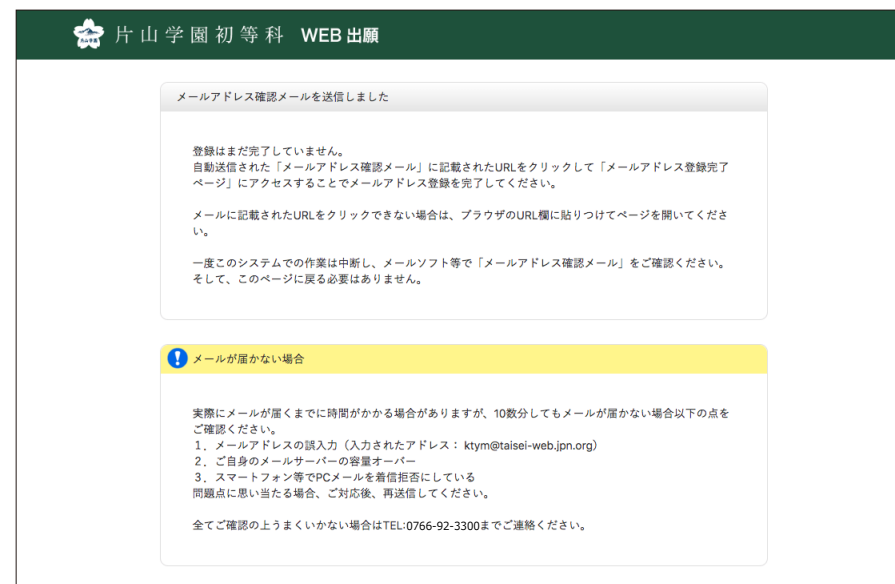 片山学園初等科 WEB 出願
メールアドレス確認メールを送信しました
登録はまだ完了していません。
自動送信された「メールアドレス確認メール」に記載されたURLをクリックして「メールアドレス登録完了
ページ」にアクセスすることでメールアドレス登録を完了してください。
メールに記載されたURLをクリックできない場合は、ブラウザのURL欄に貼りつけてページを開いてくださ
い。
一度このシステムでの作業は中断し、メールソフト等で「メールアドレス確認メール」をご確認ください。
そして、このページに戻る必要はありません。
メールが届かない場合
実際にメールが届くまでに時間がかかる場合がありますが、10数分してもメールが届かない場合以下の点を
ご確認ください。
1．メールアドレスの誤入力（入力されたアドレス： ktym@taisei-web.jpn.org）
2．ご自身のメールサーバーの容量オーバー
3．スマートフォン等でPCメールを着信拒否にしている
問題点に思い当たる場合、ご対応後、再送信してください。
全てご確認の上うまくいかない場合はTEL:0766-92-3300までご連絡ください。